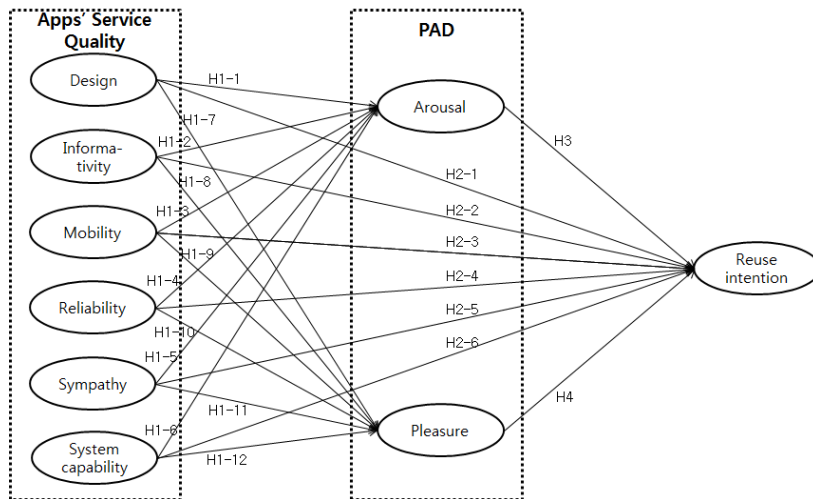 Apps' Service
Quality
PAD
Design
Informa-
tivity
Mobility
Reliability
Sympathy
System
capability
Arousal
Pleasure
Reuse
intention
H1-1
H1-7
H1-2
H1-8
H1-3
H1-9
H1-4
H1-10
H1-5
H1-11
H1-6
H1-12
H2-1
H2-2
H2-3
H2-4
H2-5
H2-6
H3
H4